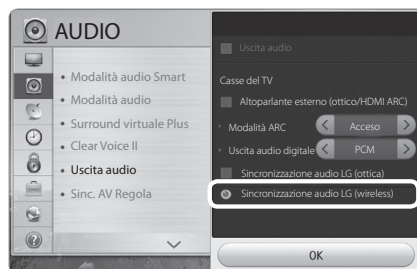 AUDIO
• Modalità audio Smart
• Modalità audio
• Surround virtuale Plus
• Clear Voice II
• Uscita audio
• Sinc. AV Regola
Uscita audio
Casse del TV
Altoparlante esterno (ottico/HDMI ARC)
• Modalità ARC < Acceso >
• Uscita audio digitale < PCM >
Sincronizzazione audio LG (ottica)
Sincronizzazione audio LG (wireless)
OK